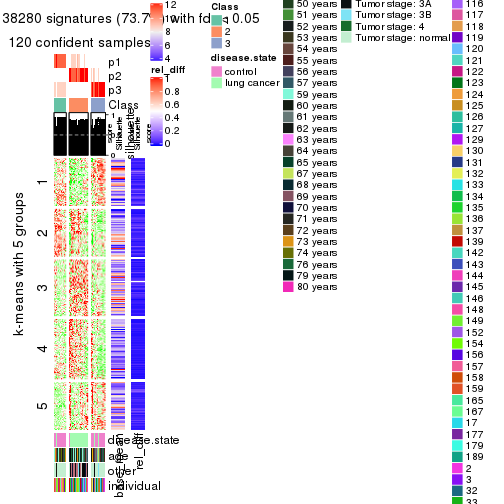 38280 signatures (73.7%) with fdr < 0.05
120 confident samples
p1
p2
p3
Class
silhouette
score
1
0
k-means with 5 groups
1
2
3
4
5
disease.state
age
other
individual
base_mean
rel_diff
12
10
8
6
4
rel_diff
1
0.8
0.6
0.4
0.2
0
Class
1
2
3
disease.state
control
lung cancer
50 years
51 years
52 years
53 years
54 years
55 years
56 years
57 years
59 years
60 years
61 years
62 years
63 years
64 years
65 years
67 years
68 years
69 years
70 years
71 years
72 years
73 years
74 years
76 years
79 years
80 years
Tumor stage: 3A
Tumor stage: 3B
Tumor stage: 4
Tumor stage: normal
116
117
118
119
120
121
122
123
124
125
126
127
129
130
131
132
133
134
135
136
137
139
142
143
144
145
146
148
149
152
154
156
157
158
159
165
167
17
177
179
189
2
3
32
33